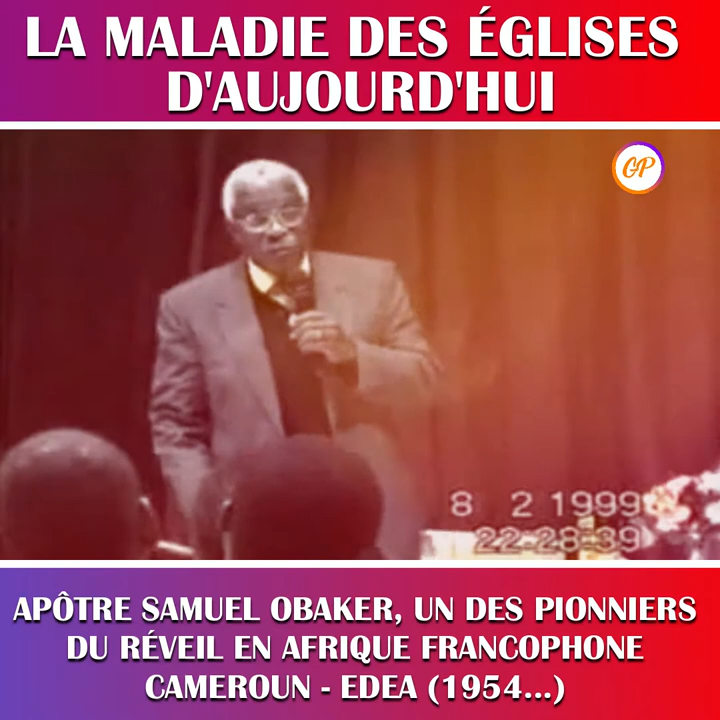 LA MALADIE DES ÉGLISES
D'AUJOURD'HUI
GP
8 2 1999
22-28-39
APÔTRE SAMUEL OBAKER, UN DES PIONNIERS
DU RÉVEIL EN AFRIQUE FRANCOPHONE
CAMEROUN - EDEA (1954...)